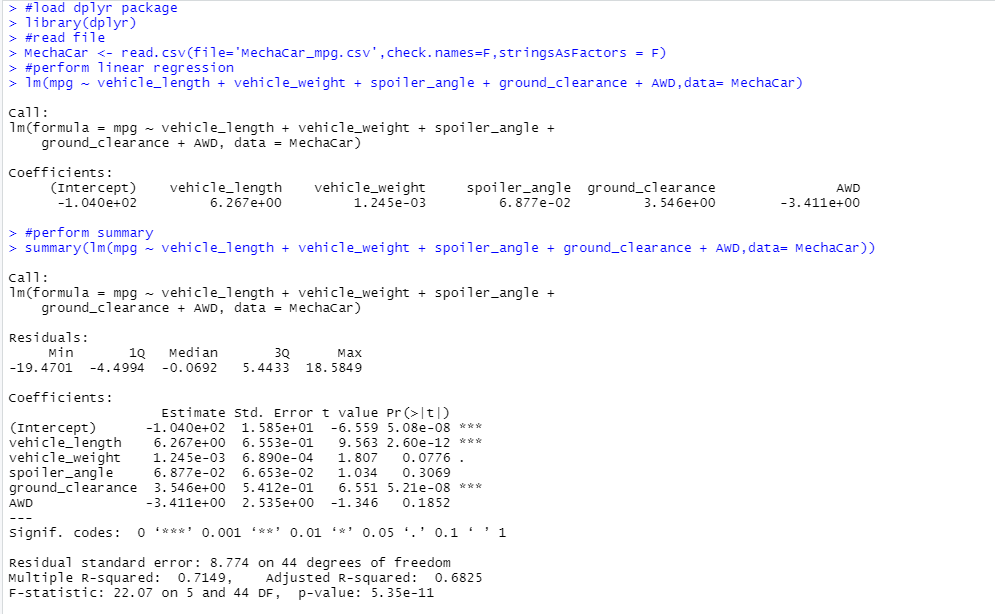 > #load dplyr package
> library(dplyr)
> #read file
> MechaCar <- read.csv(file='MechaCar_mpg.csv',check.names=F,stringsAsFactors = F)
> #perform linear regression
> lm(mpg ~ vehicle_length + vehicle_weight + spoiler_angle + ground_clearance + AWD,data= MechaCar)
Call:
lm(formula = mpg ~ vehicle_length + vehicle_weight + spoiler_angle +
    ground_clearance + AWD, data = MechaCar)
Coefficients:
     (Intercept)    vehicle_length    vehicle_weight     spoiler_angle  ground_clearance               AWD
      -1.040e+02         6.267e+00         1.245e-03         6.877e-02         3.546e+00        -3.411e+00
> #perform summary
> summary(lm(mpg ~ vehicle_length + vehicle_weight + spoiler_angle + ground_clearance + AWD,data= MechaCar))
Call:
lm(formula = mpg ~ vehicle_length + vehicle_weight + spoiler_angle +
    ground_clearance + AWD, data = MechaCar)
Residuals:
     Min       1Q   Median       3Q      Max
-19.4701  -4.4994  -0.0692   5.4433  18.5849
Coefficients:
                   Estimate Std. Error t value Pr(>|t|)
(Intercept)      -1.040e+02  1.585e+01  -6.559 5.08e-08 ***
vehicle_length    6.267e+00  6.553e-01   9.563 2.60e-12 ***
vehicle_weight    1.245e-03  6.890e-04   1.807   0.0776 .
spoiler_angle     6.877e-02  6.653e-02   1.034   0.3069
ground_clearance  3.546e+00  5.412e-01   6.551 5.21e-08 ***
AWD              -3.411e+00  2.535e+00  -1.346   0.1852
---
Signif. codes:  0 ‘***’ 0.001 ‘**’ 0.01 ‘*’ 0.05 ‘.’ 0.1 ‘ ’ 1
Residual standard error: 8.774 on 44 degrees of freedom
Multiple R-squared:  0.7149,    Adjusted R-squared:  0.6825
F-statistic: 22.07 on 5 and 44 DF,  p-value: 5.35e-11